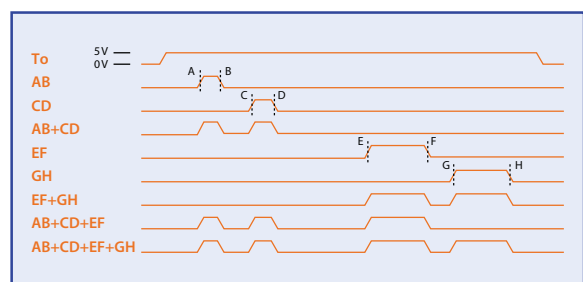 5V
To
0V
AB
A B
CD
C D
AB+CD
EF
E F
GH
G H
EF+GH
AB+CD+EF
AB+CD+EF+GH